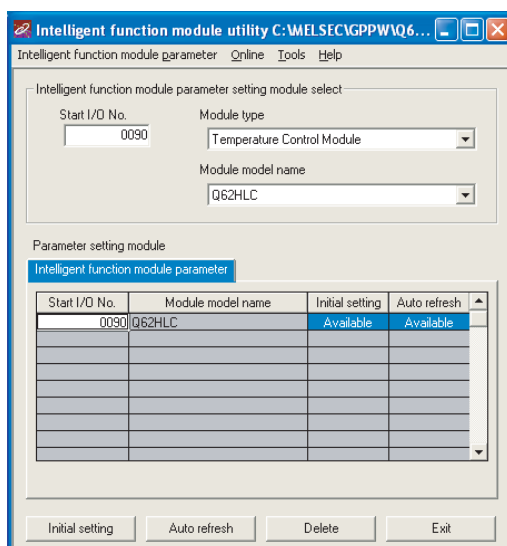 Intelligent function module utility C:\MELSEC\GPPW\Q6...
Intelligent function module parameter Online Tools Help
Intelligent function module parameter setting module select
Start I/O No. Module type
0090 Temperature Control Module
Module model name
Q62HLC
Parameter setting module
Intelligent function module parameter
Start I/O No. Module model name Initial setting Auto refresh
0090 Q62HLC Available Available
Initial setting Auto refresh Delete Exit